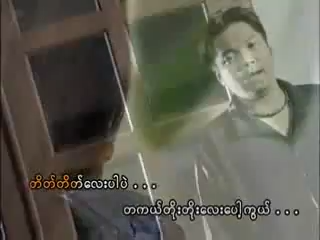 တိတ်တိတ်လေးပါပဲ . . .
တကယ်တိုးတိုးလေးပေါ့ကွယ် . . .